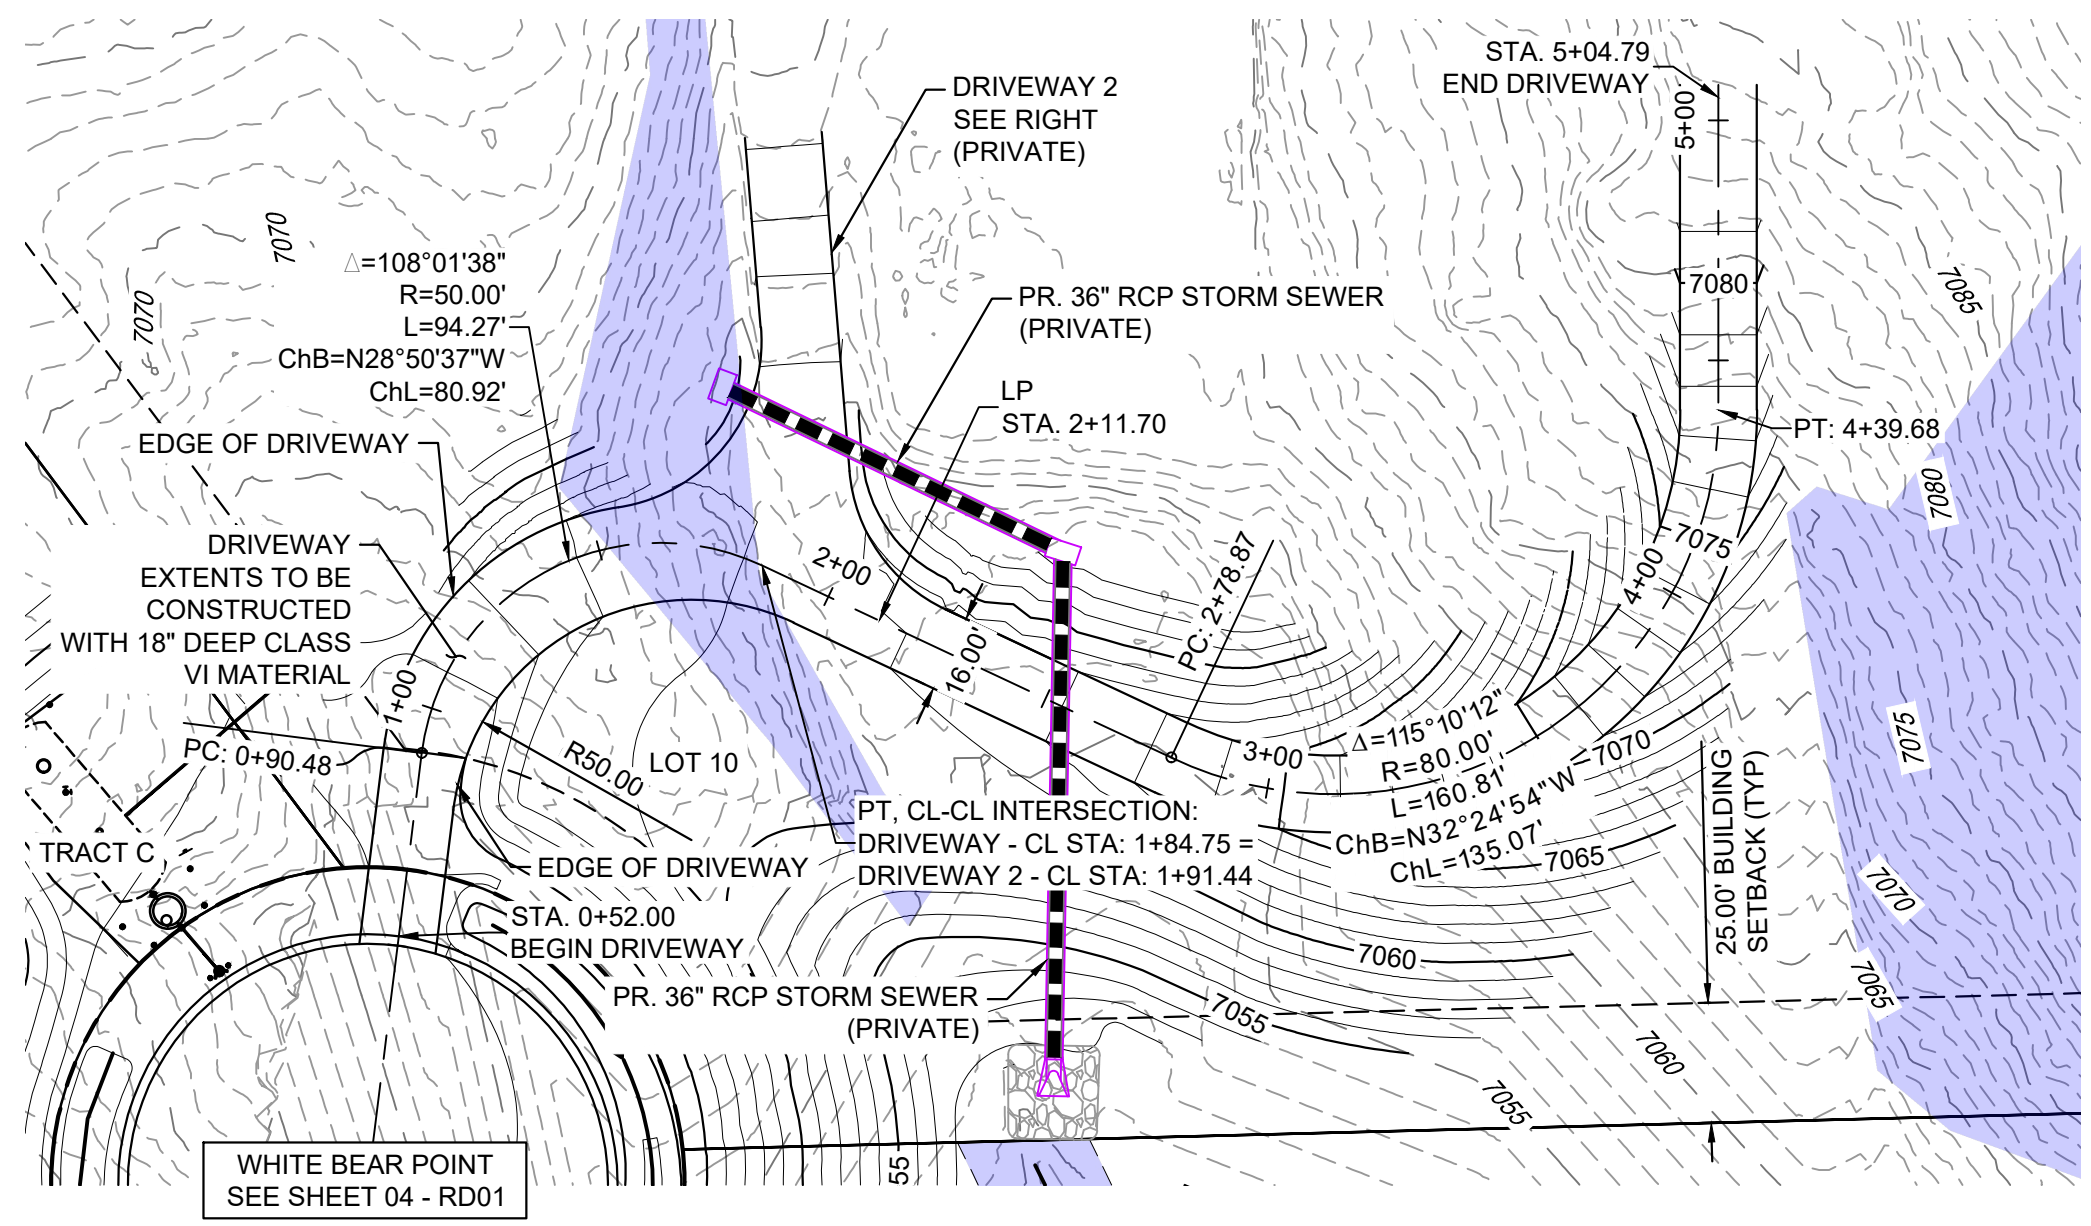 STA. 5+04.79
END DRIVEWAY
5+00
DRIVEWAY 2
SEE RIGHT
(PRIVATE)
7070
7070
Δ=108°01'38"
R=50.00'
L=94.27'
ChB=N28°50'37"W
ChL=80.92'
PR. 36" RCP STORM SEWER
(PRIVATE)
7080
7085
LP
STA. 2+11.70
EDGE OF DRIVEWAY
PT: 4+39.68
7080
DRIVEWAY
EXTENTS TO BE
CONSTRUCTED
WITH 18" DEEP CLASS
VI MATERIAL
2+00
PC: 2+78.87
7075
4+00
16.00'
1+00
PC: 0+90.48
R50.00
LOT 10
3+00
Δ=115°10'12"
R=80.00'
L=160.81'
ChB=N32°24'54"W
ChL=135.07'
7070
7075
25.00' BUILDING
SETBACK (TYP)
PT, CL-CL INTERSECTION:
DRIVEWAY - CL STA: 1+84.75 =
DRIVEWAY 2 - CL STA: 1+91.44
TRACT C
EDGE OF DRIVEWAY
7065
7070
STA. 0+52.00
BEGIN DRIVEWAY
7060
7065
PR. 36" RCP STORM SEWER
(PRIVATE)
7055
7060
7055
55
WHITE BEAR POINT
SEE SHEET 04 - RD01